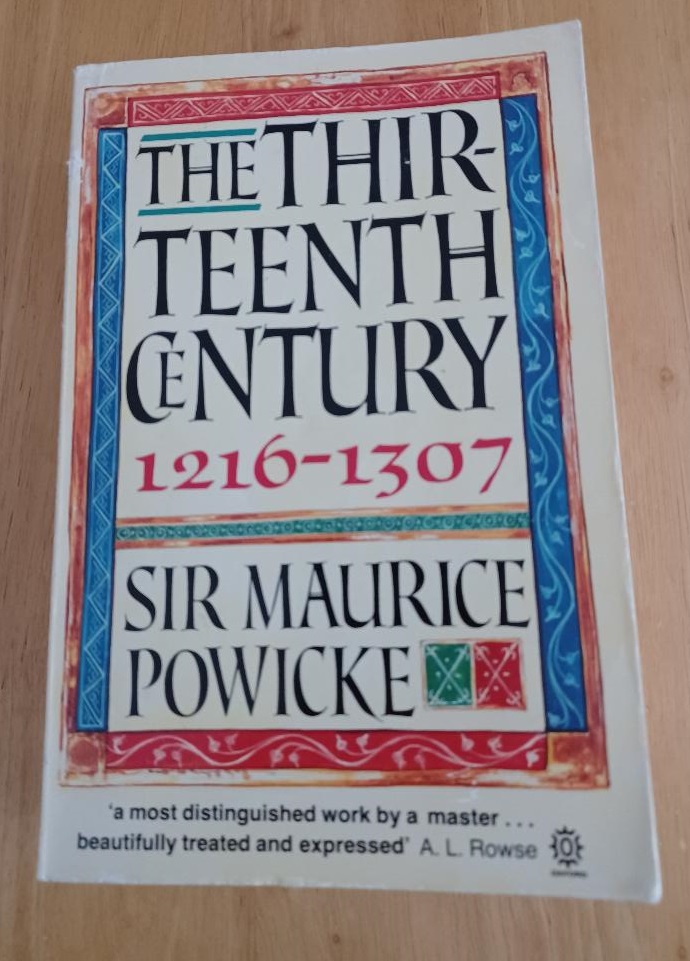 THE THIR-
TEENTH
CENTURY
1216-1307
SIR MAURICE
POWICKE
'a most distinguished work by a master ...
beautifully treated and expressed' A. L. Rowse
OXFORD